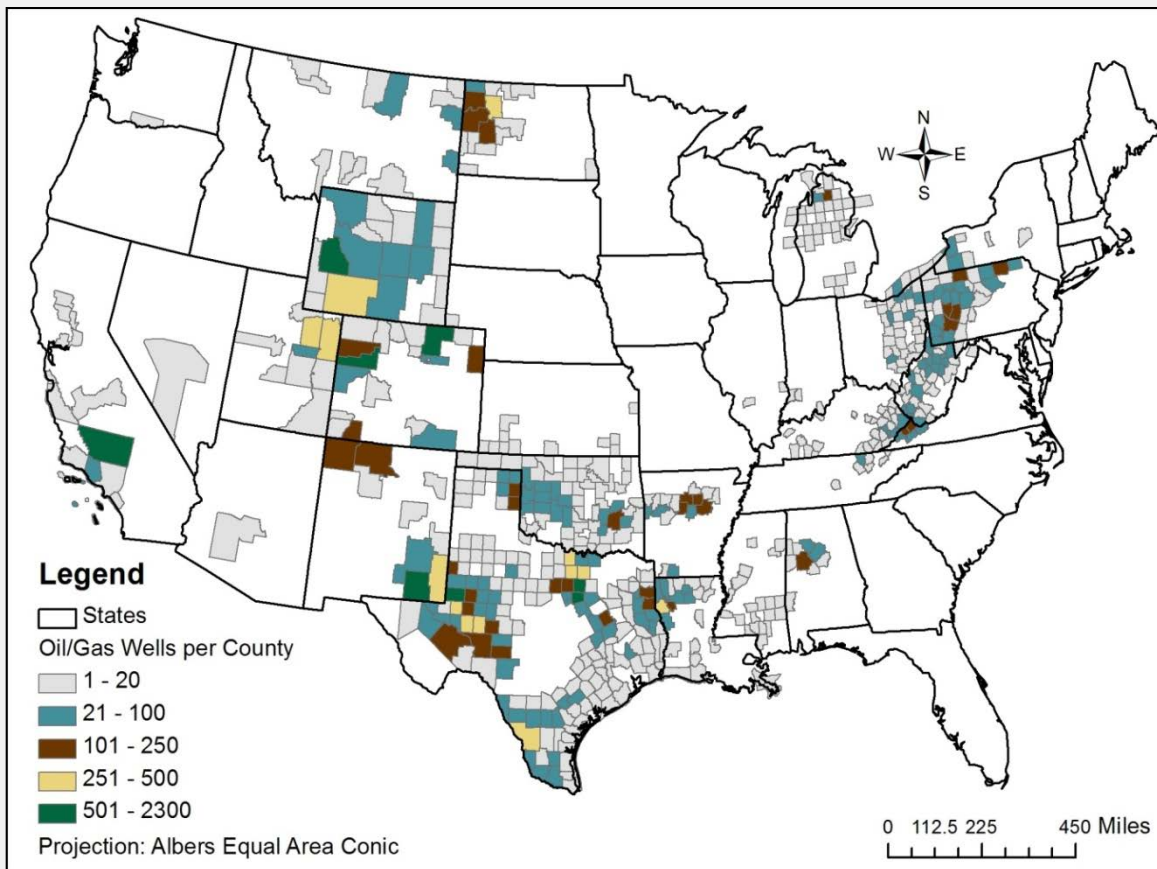 N
W E
S
Legend
States
Oil/Gas Wells per County
1 - 20
21 - 100
101 - 250
251 - 500
501 - 2300
Projection: Albers Equal Area Conic
0 112.5 225 450 Miles